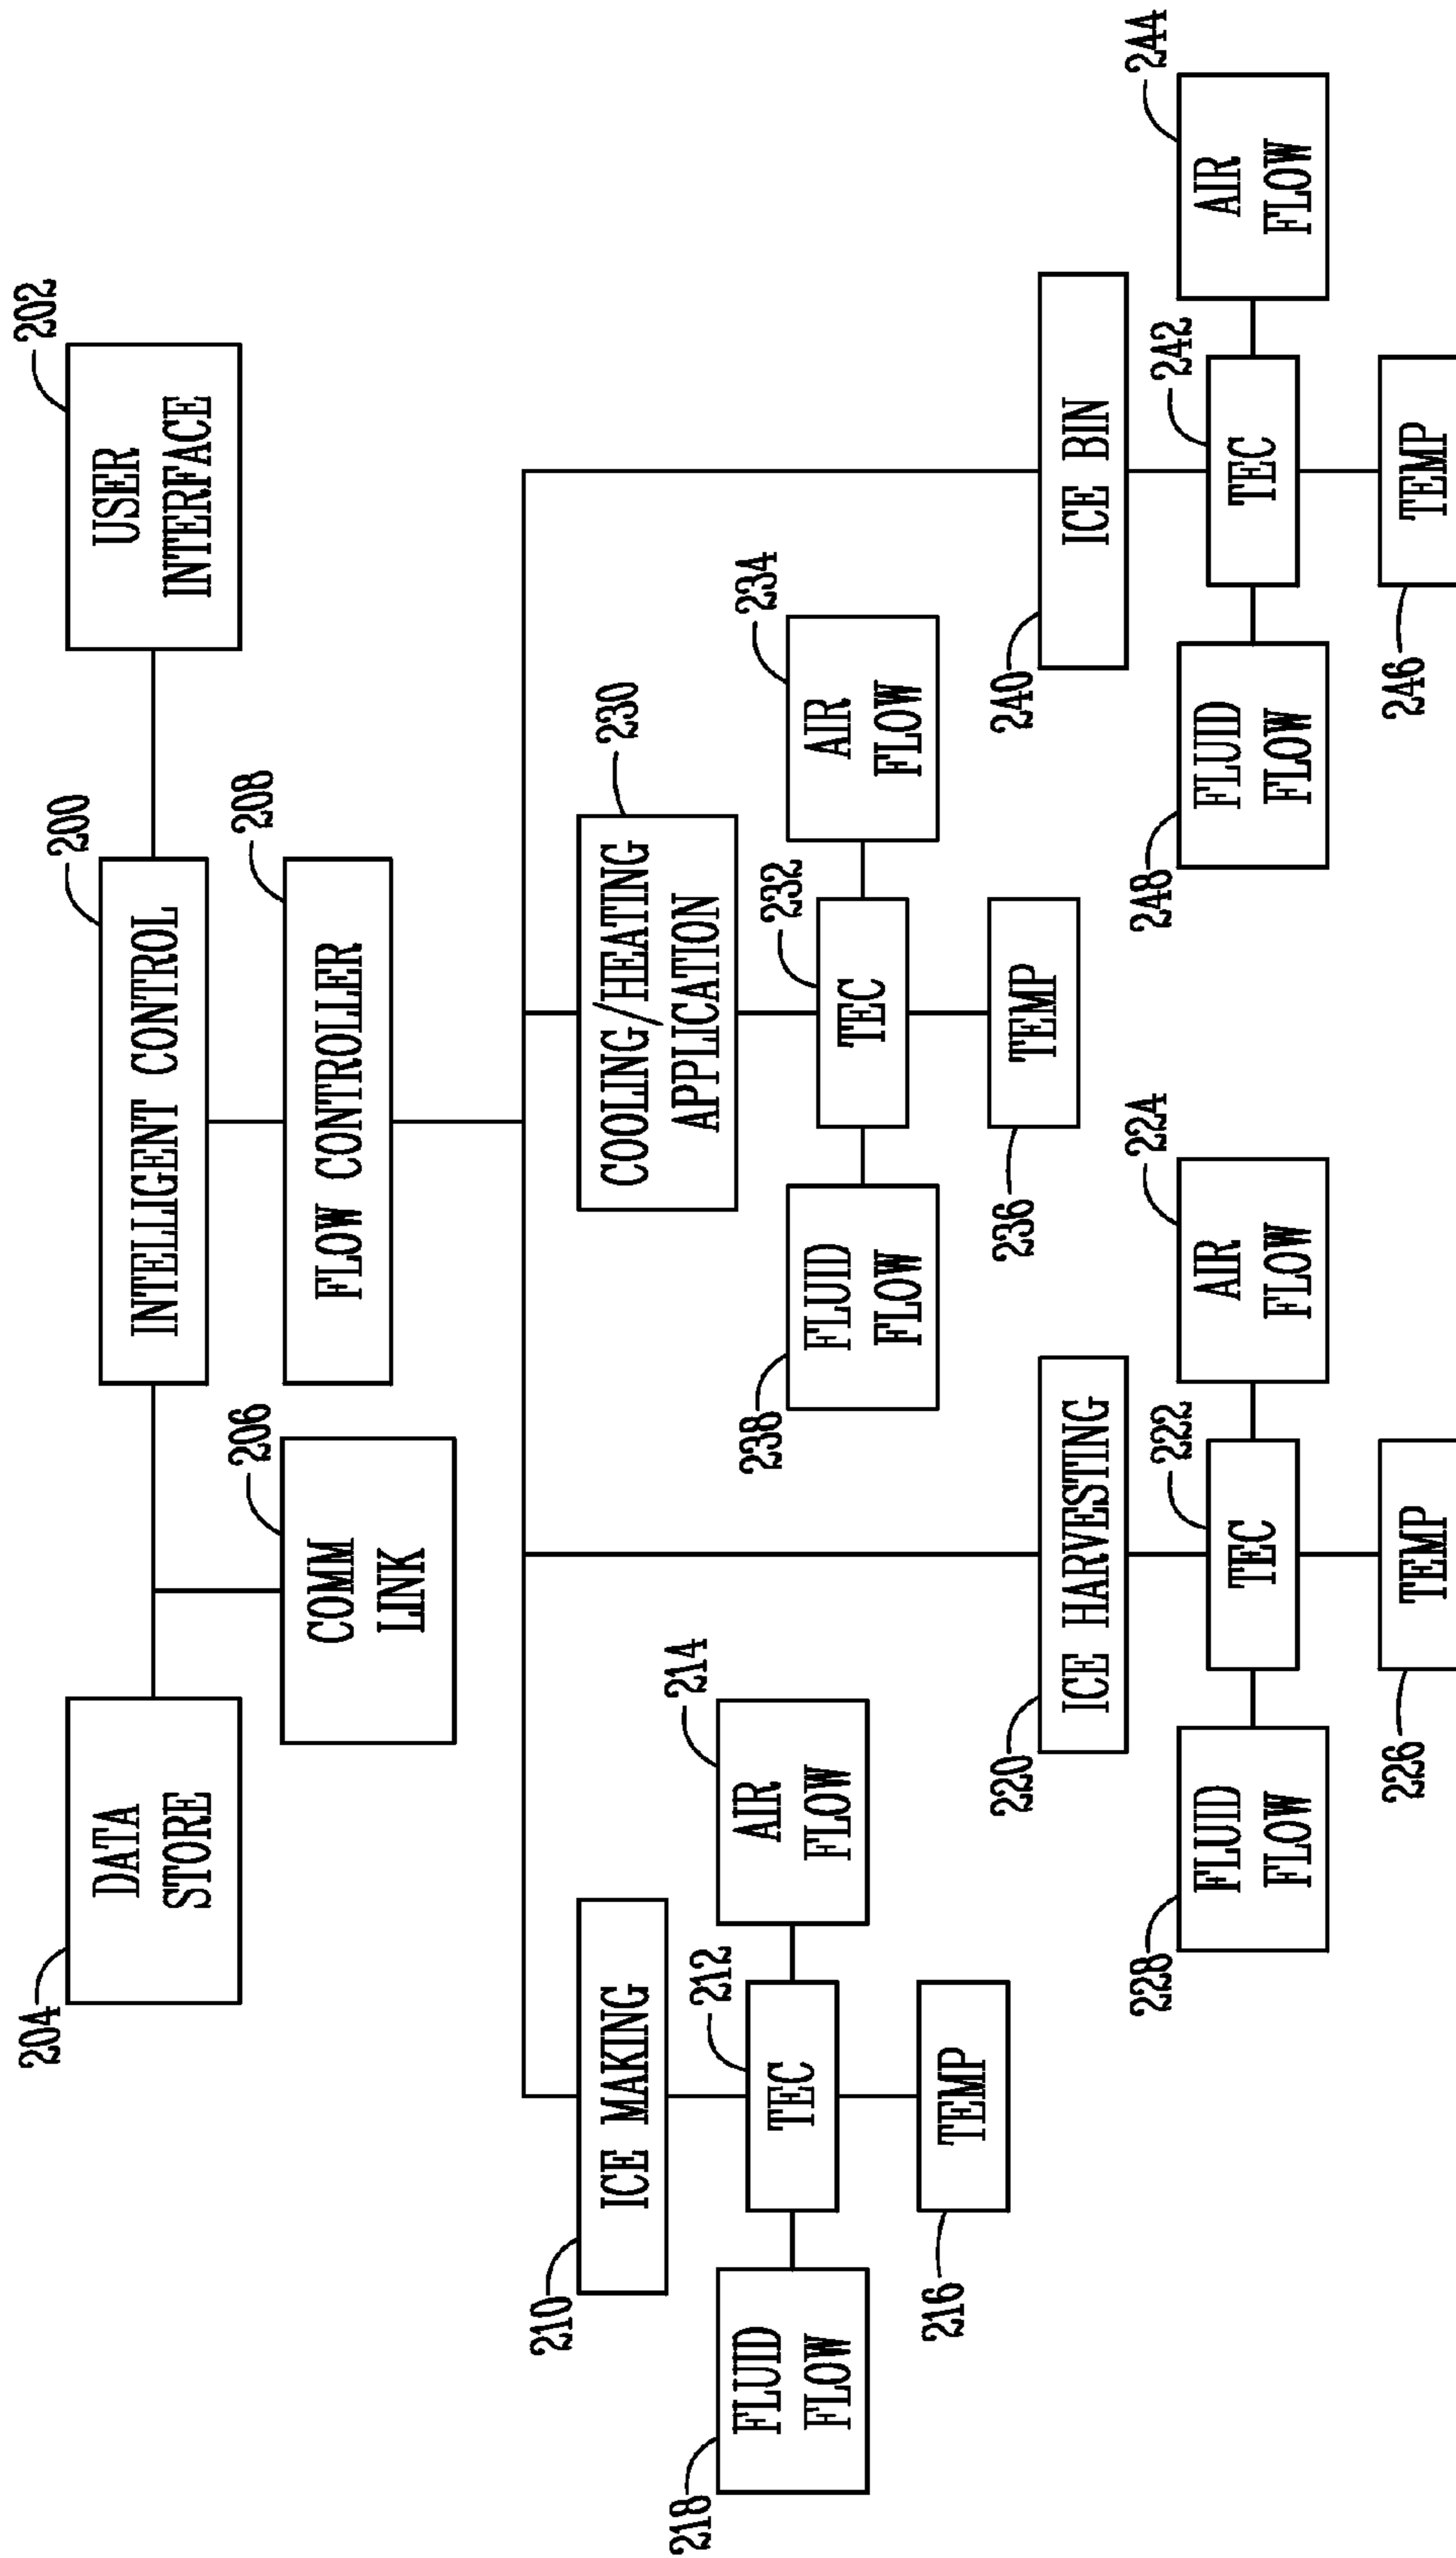 202
USER
INTERFACE
200
INTELLIGENT CONTROL
204
DATA
STORE
206
COMM
LINK
208
FLOW CONTROLLER
210
ICE MAKING
212
TEC
214
AIR
FLOW
216
TEMP
218
FLUID
FLOW
220
ICE HARVESTING
222
TEC
224
AIR
FLOW
226
TEMP
228
FLUID
FLOW
230
COOLING/HEATING
APPLICATION
232
TEC
234
AIR
FLOW
236
TEMP
238
FLUID
FLOW
240
ICE BIN
242
TEC
244
AIR
FLOW
246
TEMP
248
FLUID
FLOW